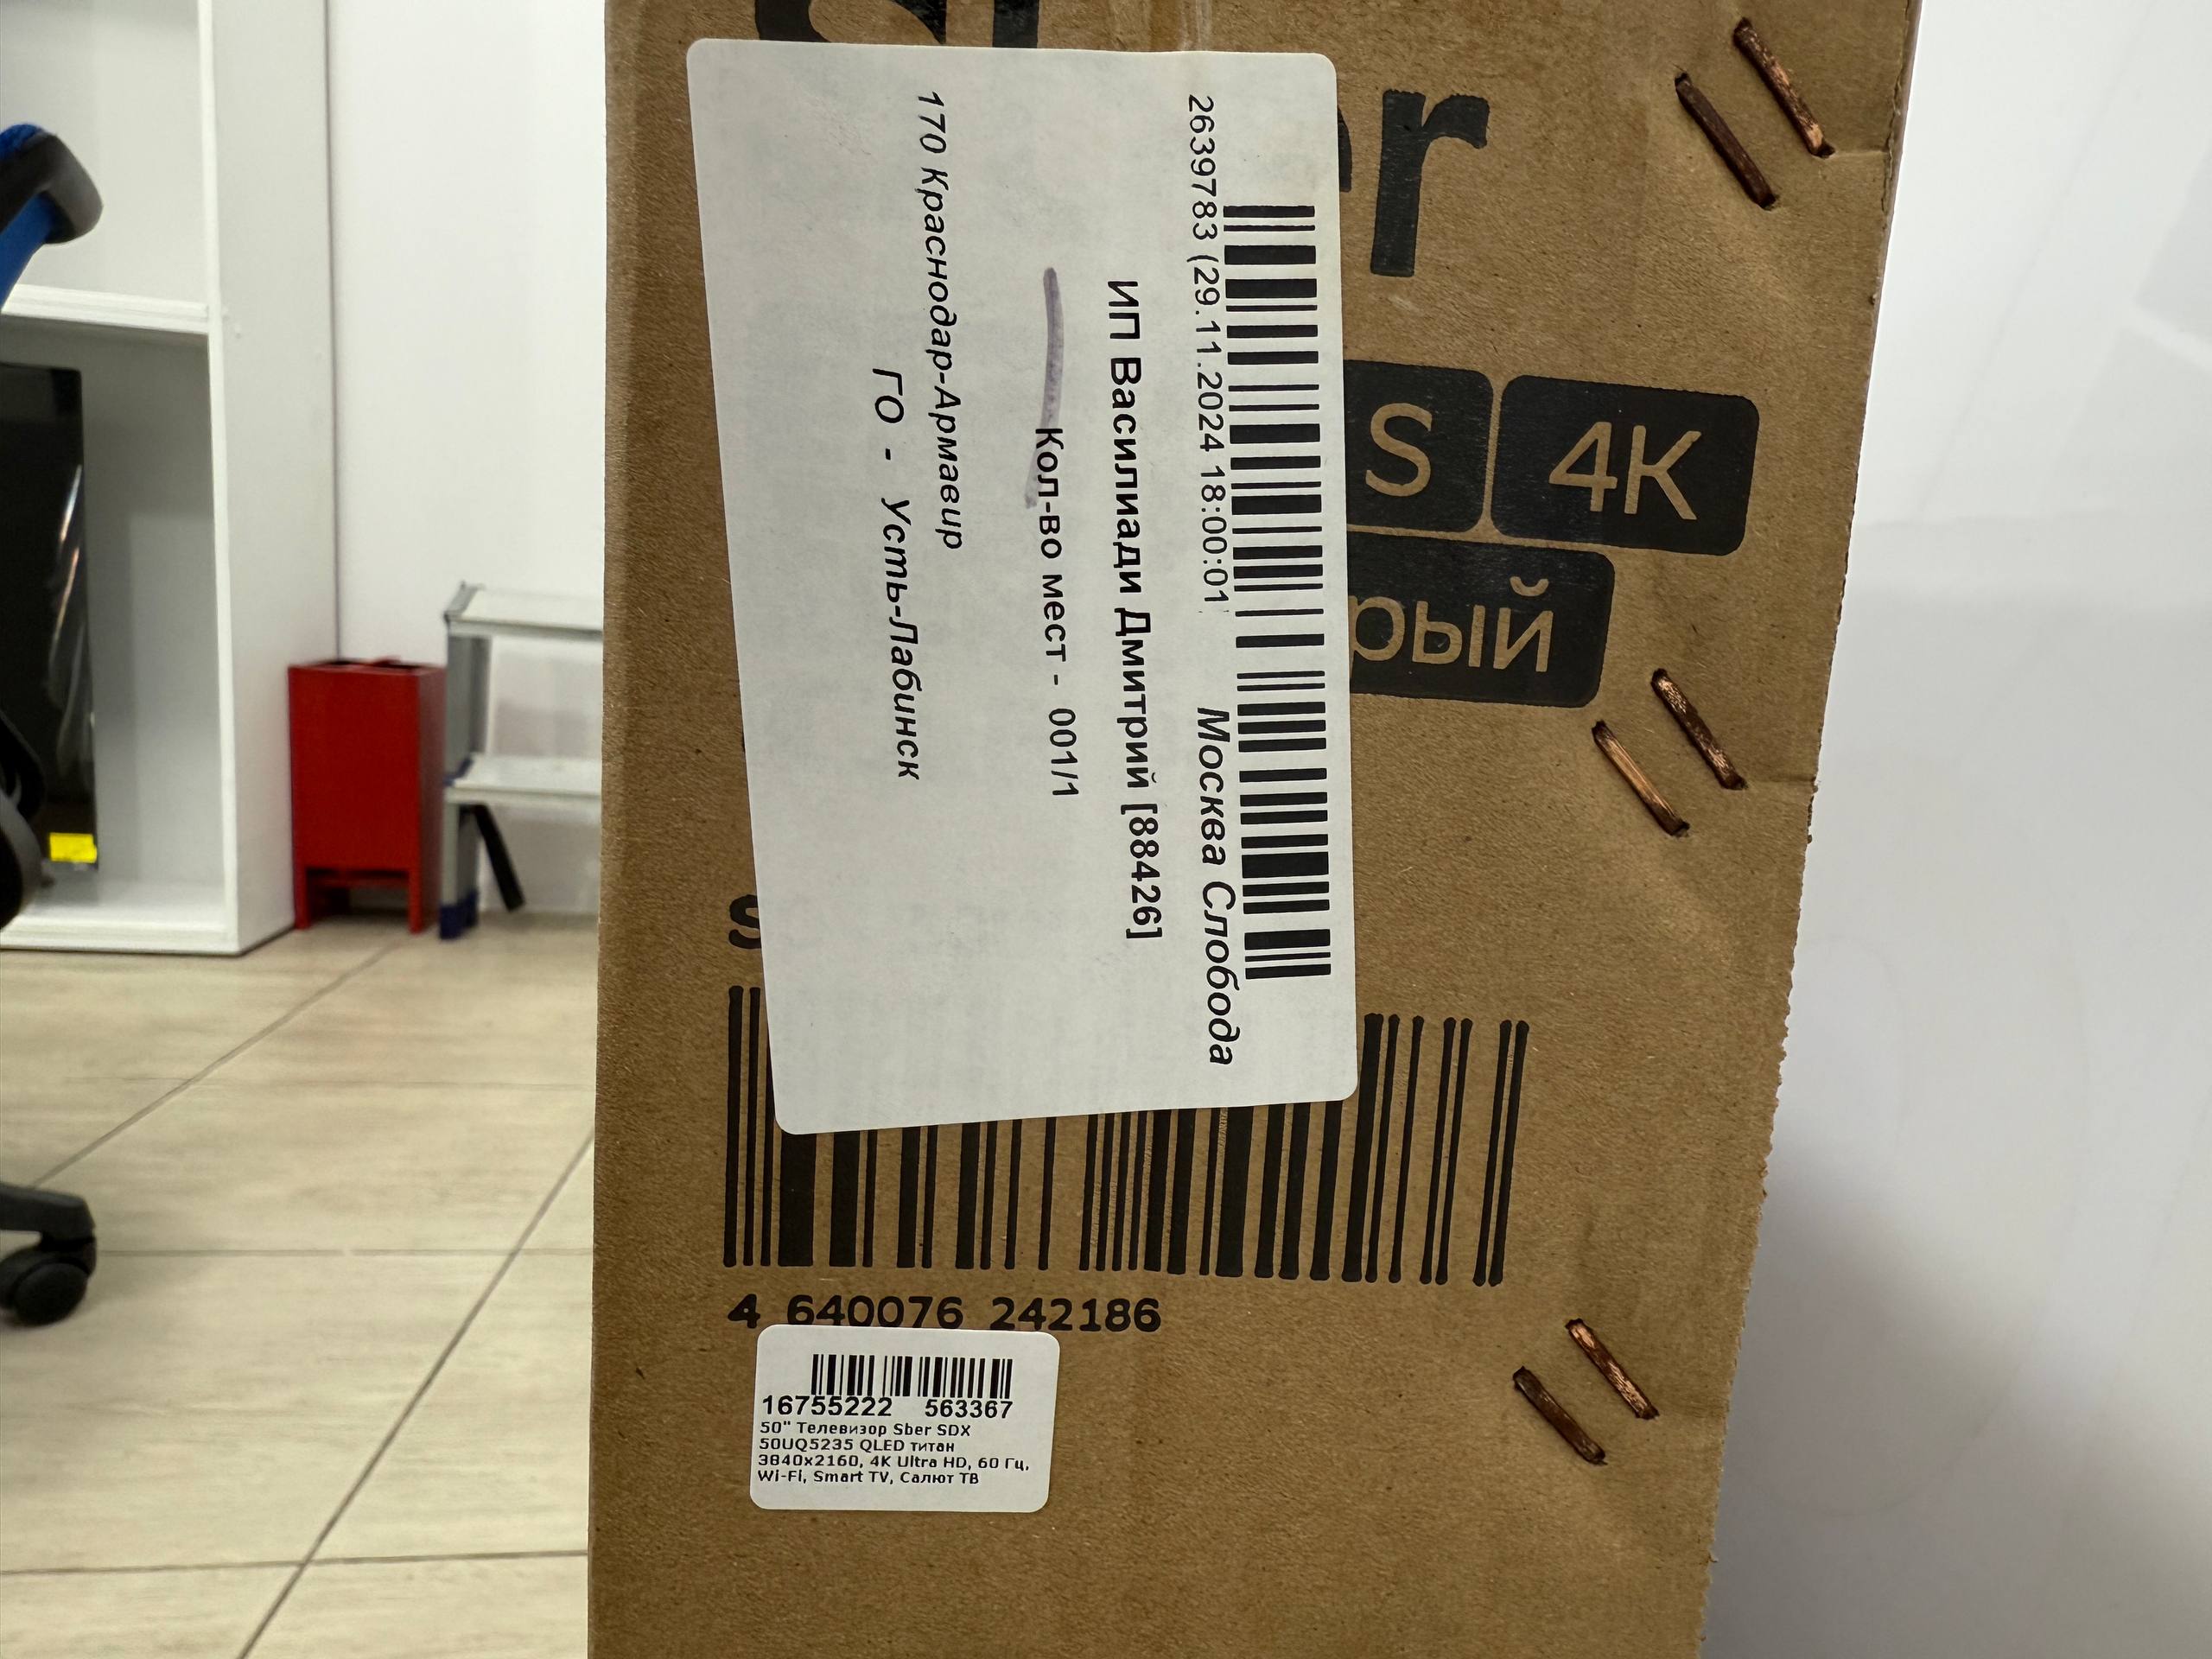 26397783 (29.11.2024 18:00:01) Москва Слобода
ИП Василиади Дмитрий [88426]
Кол-во мест - 001/1
170 Краснодар-Армавир
ГО - Усть-Лабинск
S 4K
4 640076 242186
16755222 563367
50" Телевизор Sber SDX
50UQ5235 QLED титан
3840x2160, 4K Ultra HD, 60 Гц,
Wi-Fi, Smart TV, Салют ТВ